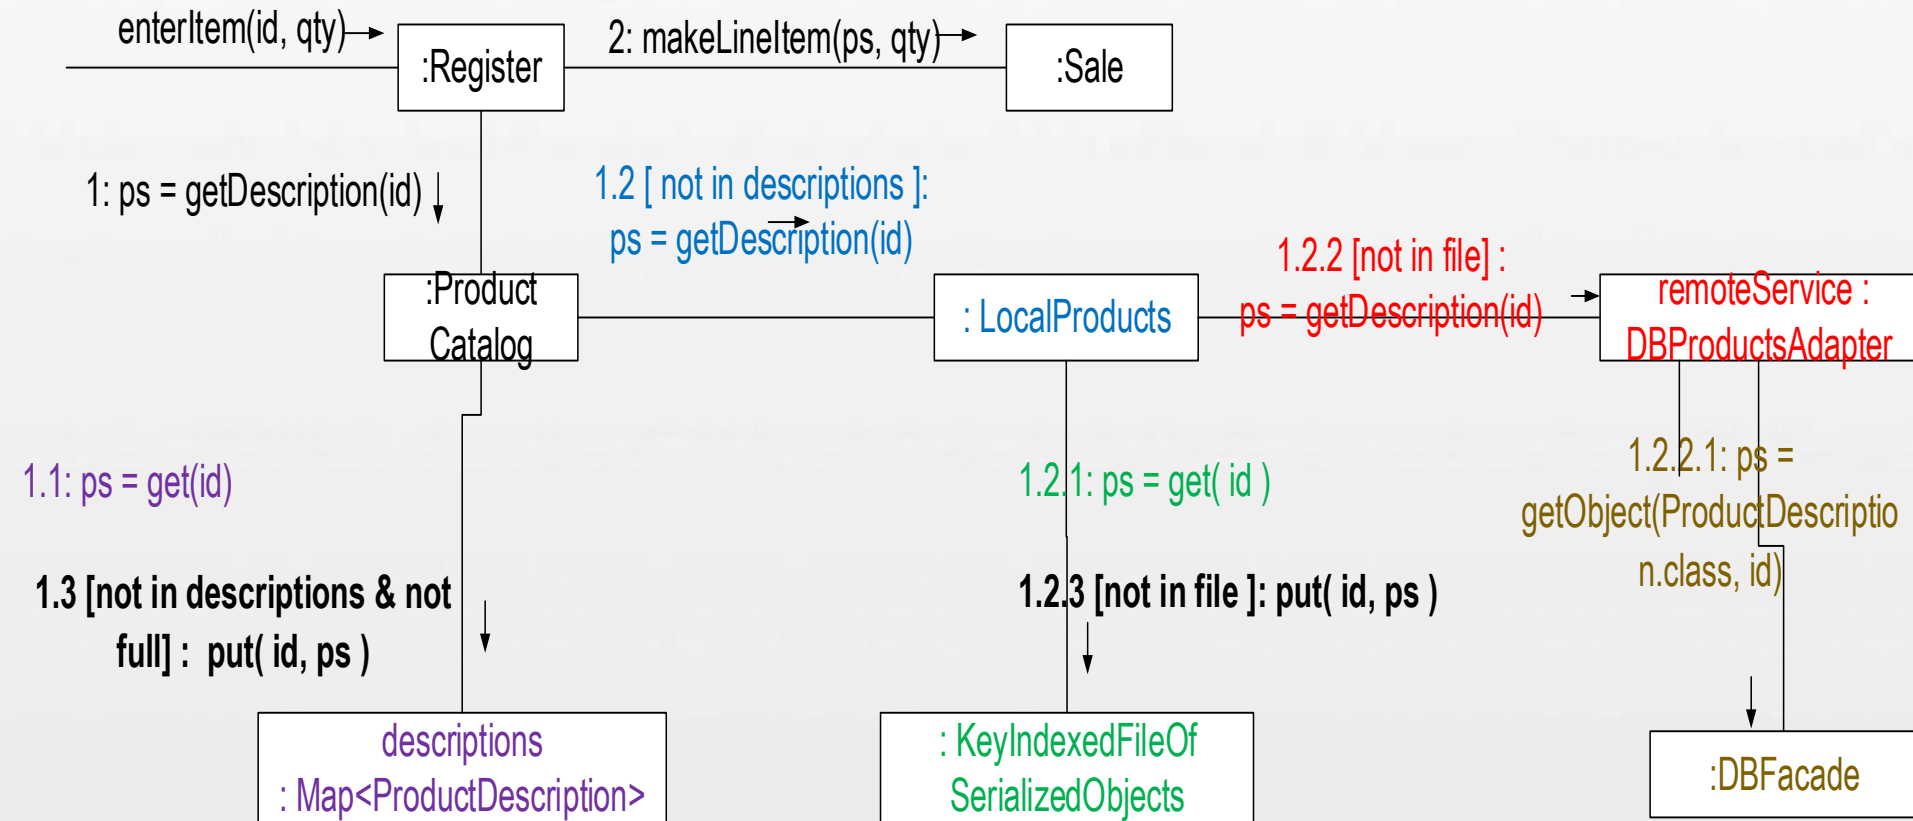 enterItem(id, qty)
2: makeLineItem(ps, qty)
:Register
:Sale
1: ps = getDescription(id)
1.2 [ not in descriptions ]:
ps = getDescription(id)
1.2.2 [not in file] :
ps = getDescription(id)
:Product
Catalog
: LocalProducts
remoteService :
DBProductsAdapter
1.1: ps = get(id)
1.2.1: ps = get( id )
1.2.2.1: ps =
getObject(ProductDescriptio
n.class, id)
1.3 [not in descriptions & not
full] :  put( id, ps )
1.2.3 [not in file ]: put( id, ps )
descriptions
: Map<ProductDescription>
: KeyIndexedFileOf
SerializedObjects
:DBFacade